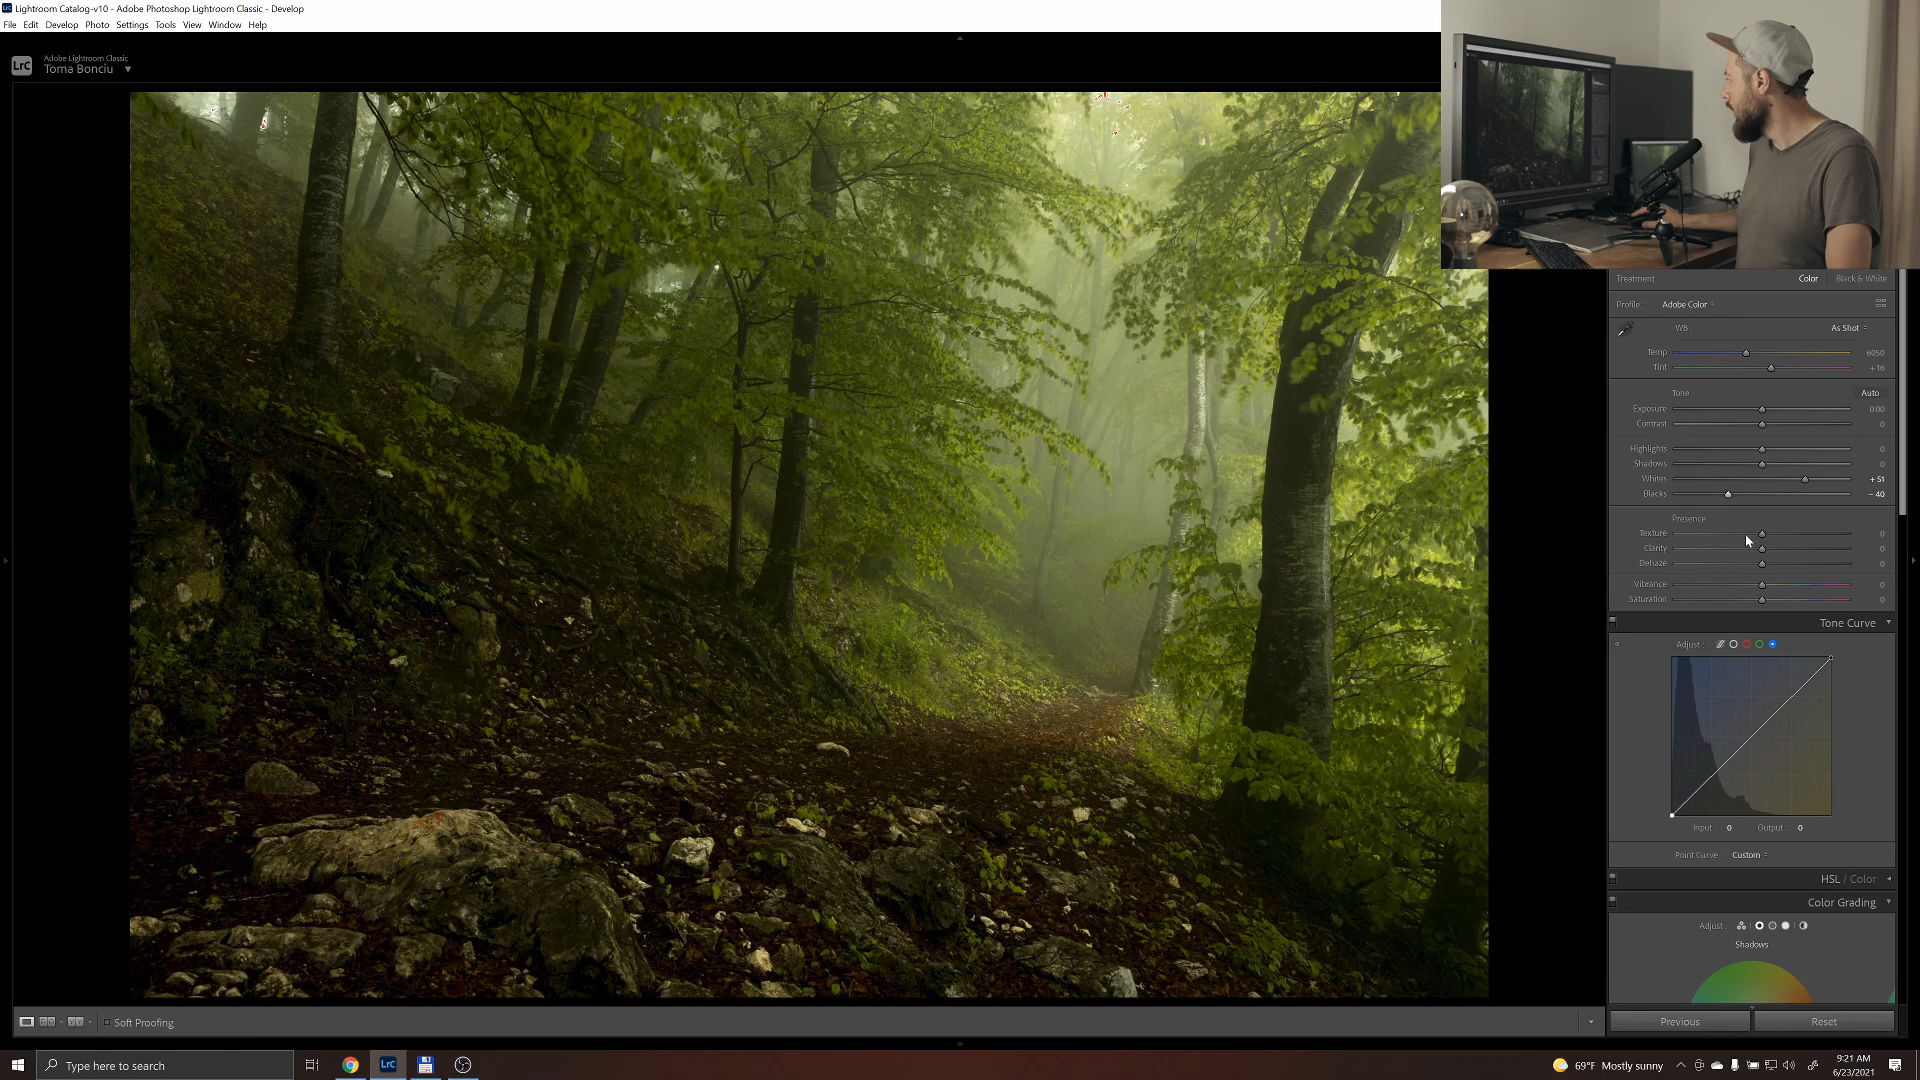 Lightroom Catalog-v10 - Adobe Photoshop Lightroom Classic - Develop
File Edit Develop Photo Settings Tools View Window Help
LrC
Adobe Lightroom Classic
Toma Bonciu
Treatment: Color Black & White
Profile: Adobe Color
WB: As Shot
Temp 6050
Tint +16
Tone Auto
Exposure 0.00
Contrast 0
Highlights 0
Shadows 0
Whites +51
Blacks -40
Presence
Texture 0
Clarity 0
Dehaze 0
Vibrance 0
Saturation 0
Tone Curve
Adjust:
Input: 0 Output: 0
Point Curve: Custom
HSL / Color
Color Grading
Adjust:
Shadows
Soft Proofing
Previous Reset
Type here to search
LrC
69°F Mostly sunny
9:21 AM
6/23/2021